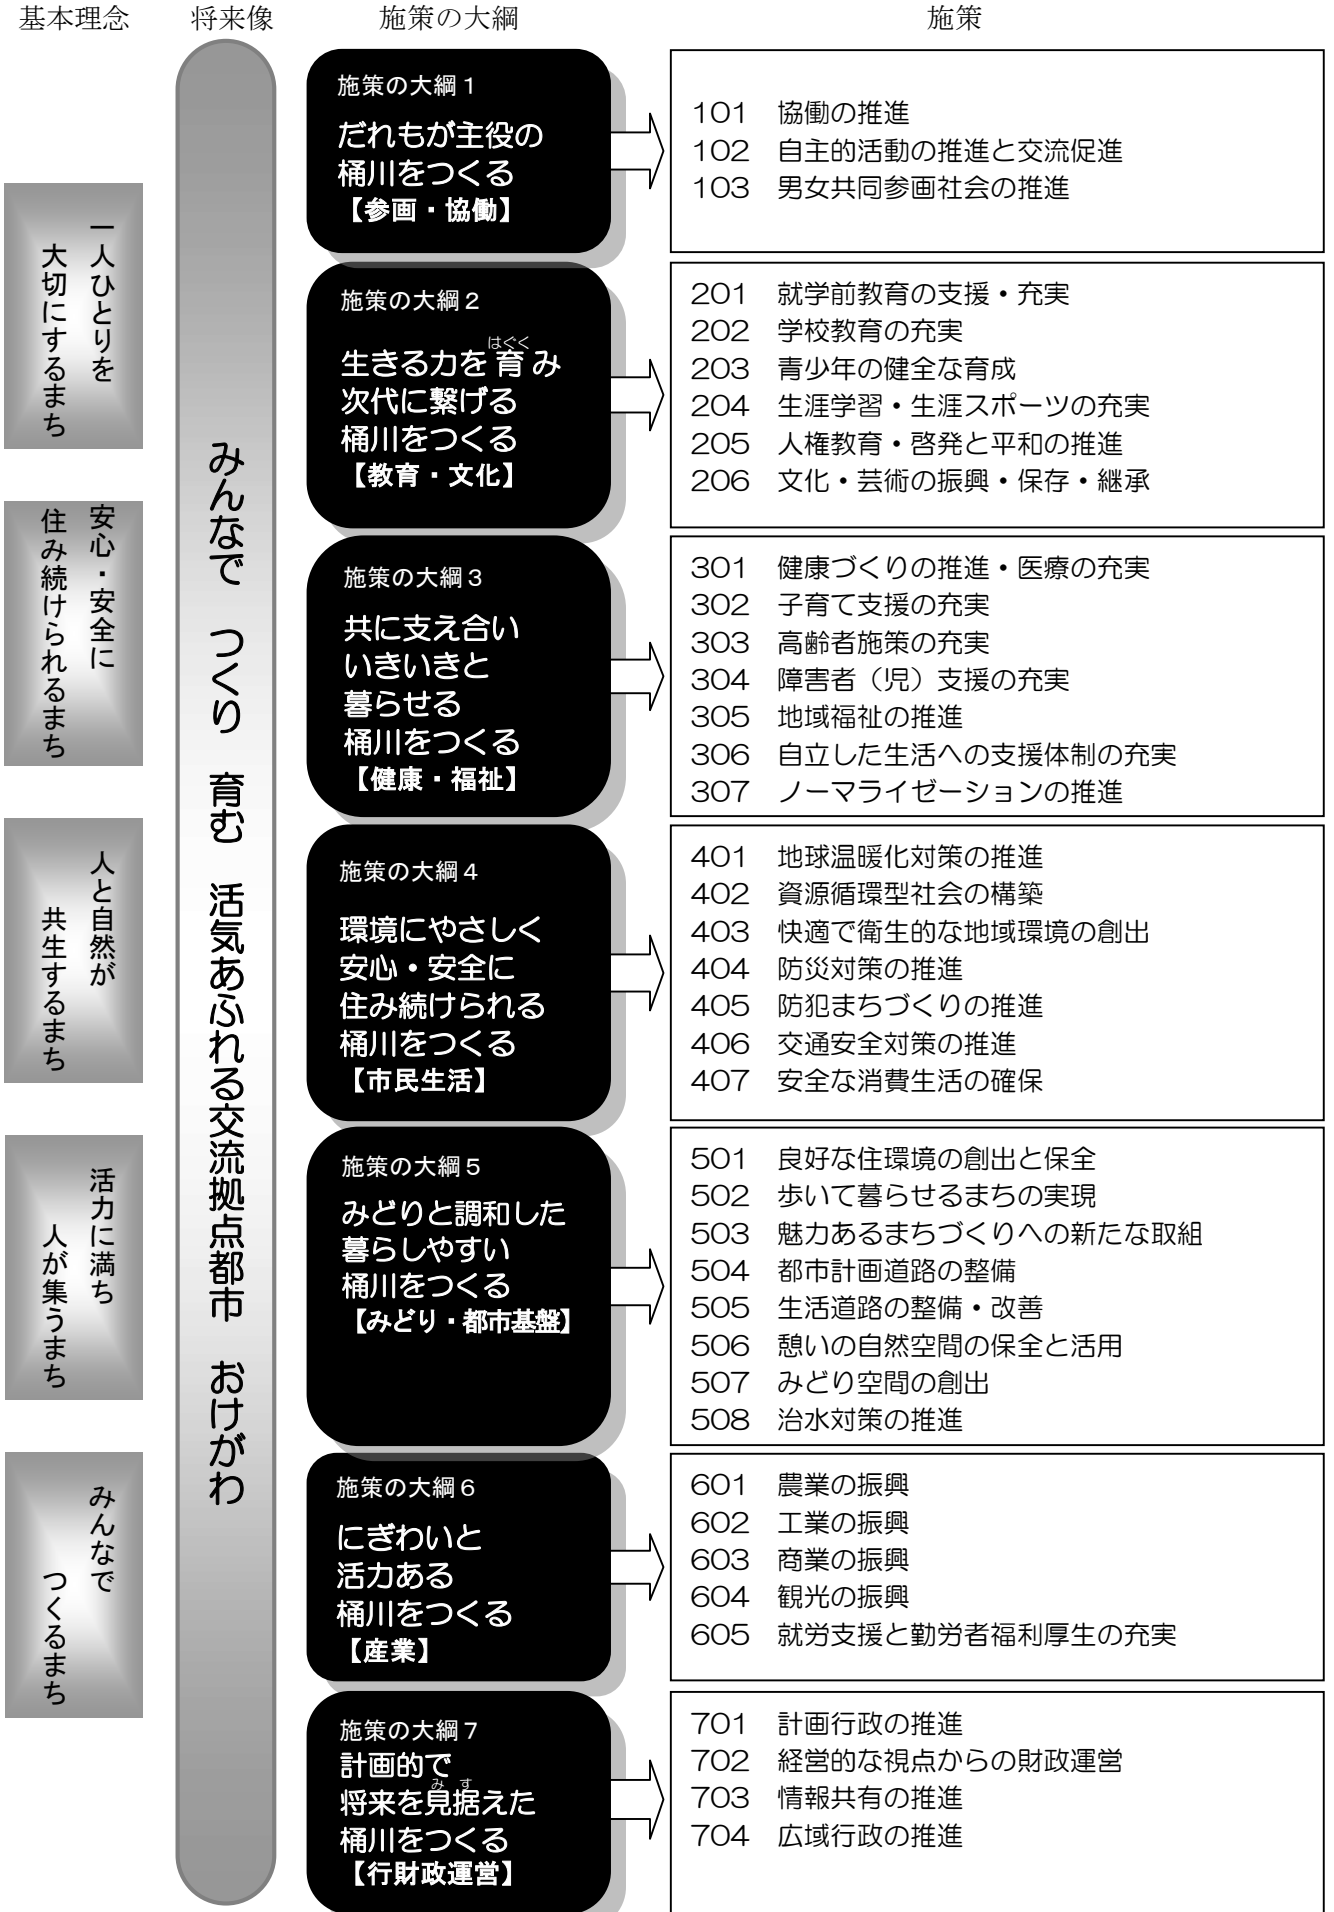 基本理念
将来像
施策の大綱
施策
一人ひとりを
大切にするまち
安心・安全に
住み続けられるまち
人と自然が
共生するまち
活力に満ち
人が集うまち
みんなで
つくるまち
みんなで つくり 育む 活気あふれる交流拠点都市 おけがわ
施策の大綱1
だれもが主役の
桶川をつくる
【参画・協働】
101 協働の推進
102 自主的活動の推進と交流促進
103 男女共同参画社会の推進
施策の大綱2
はぐく
生きる力を育み
次代に繋げる
桶川をつくる
【教育・文化】
201 就学前教育の支援・充実
202 学校教育の充実
203 青少年の健全な育成
204 生涯学習・生涯スポーツの充実
205 人権教育・啓発と平和の推進
206 文化・芸術の振興・保存・継承
施策の大綱3
共に支え合い
いきいきと
暮らせる
桶川をつくる
【健康・福祉】
301 健康づくりの推進・医療の充実
302 子育て支援の充実
303 高齢者施策の充実
304 障害者（児）支援の充実
305 地域福祉の推進
306 自立した生活への支援体制の充実
307 ノーマライゼーションの推進
施策の大綱4
環境にやさしく
安心・安全に
住み続けられる
桶川をつくる
【市民生活】
401 地球温暖化対策の推進
402 資源循環型社会の構築
403 快適で衛生的な地域環境の創出
404 防災対策の推進
405 防犯まちづくりの推進
406 交通安全対策の推進
407 安全な消費生活の確保
施策の大綱5
みどりと調和した
暮らしやすい
桶川をつくる
【みどり・都市基盤】
501 良好な住環境の創出と保全
502 歩いて暮らせるまちの実現
503 魅力あるまちづくりへの新たな取組
504 都市計画道路の整備
505 生活道路の整備・改善
506 憩いの自然空間の保全と活用
507 みどり空間の創出
508 治水対策の推進
施策の大綱6
にぎわいと
活力ある
桶川をつくる
【産業】
601 農業の振興
602 工業の振興
603 商業の振興
604 観光の振興
605 就労支援と勤労者福利厚生の充実
施策の大綱7
計画的で
み す
将来を見据えた
桶川をつくる
【行財政運営】
701 計画行政の推進
702 経営的な視点からの財政運営
703 情報共有の推進
704 広域行政の推進